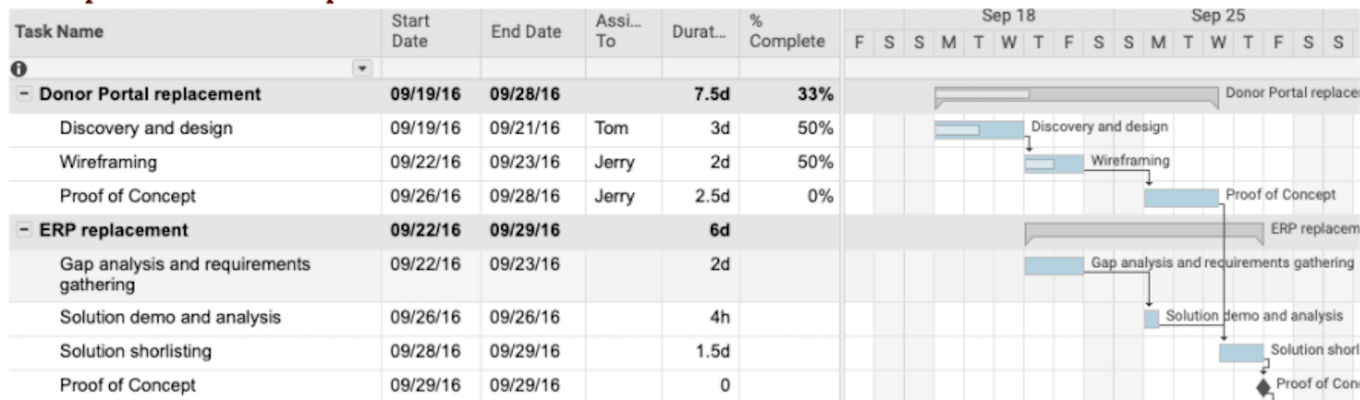 Task Name Start Date End Date Assi... To Durat... % Complete
Sep 18 Sep 25
F S S M T W T F S S M T W T F S S
Donor Portal replacement 09/19/16 09/28/16 7.5d 33% Donor Portal replace
Discovery and design 09/19/16 09/21/16 Tom 3d 50% Discovery and design
Wireframing 09/22/16 09/23/16 Jerry 2d 50% Wireframing
Proof of Concept 09/26/16 09/28/16 Jerry 2.5d 0% Proof of Concept
ERP replacement 09/22/16 09/29/16 6d ERP replacem
Gap analysis and requirements 09/22/16 09/23/16 2d Gap analysis and requirements gathering
gathering
Solution demo and analysis 09/26/16 09/26/16 4h Solution demo and analysis
Solution shortlisting 09/28/16 09/29/16 1.5d Solution shorl
Proof of Concept 09/29/16 09/29/16 0 Proof of Con